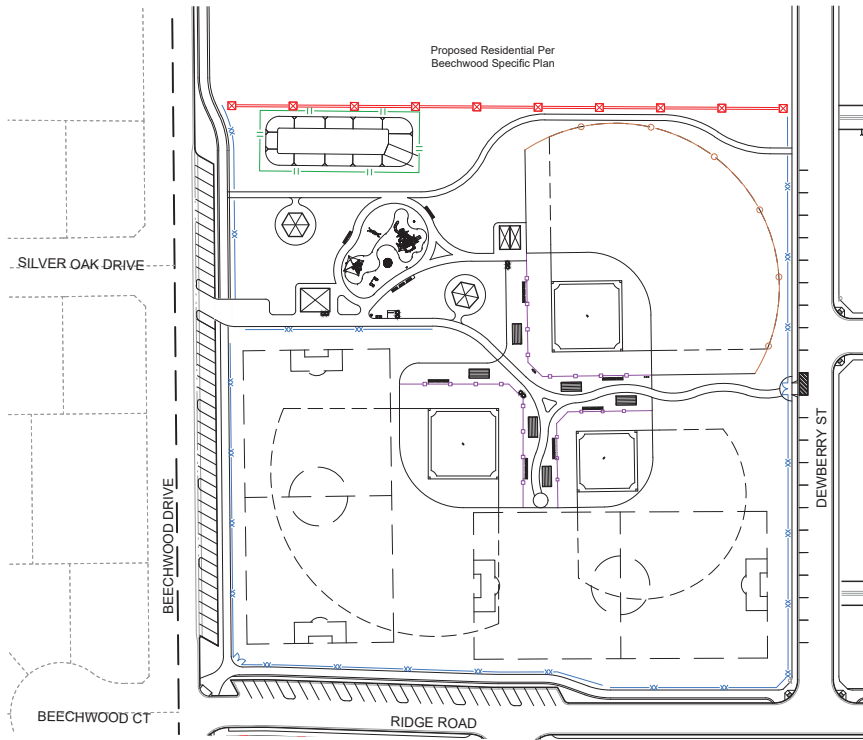 Proposed Residential Per
Beechwood Specific Plan
SILVER OAK DRIVE
BEECHWOOD DRIVE
DEWBERRY ST
BEECHWOOD CT
RIDGE ROAD